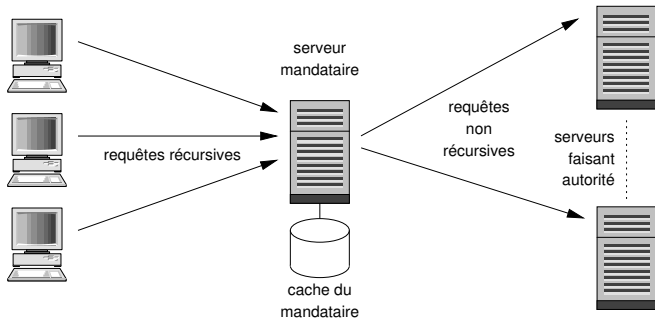 serveur
mandataire
requêtes récursives
requêtes
non
récursives
serveurs
faisant
autorité
cache du
mandataire